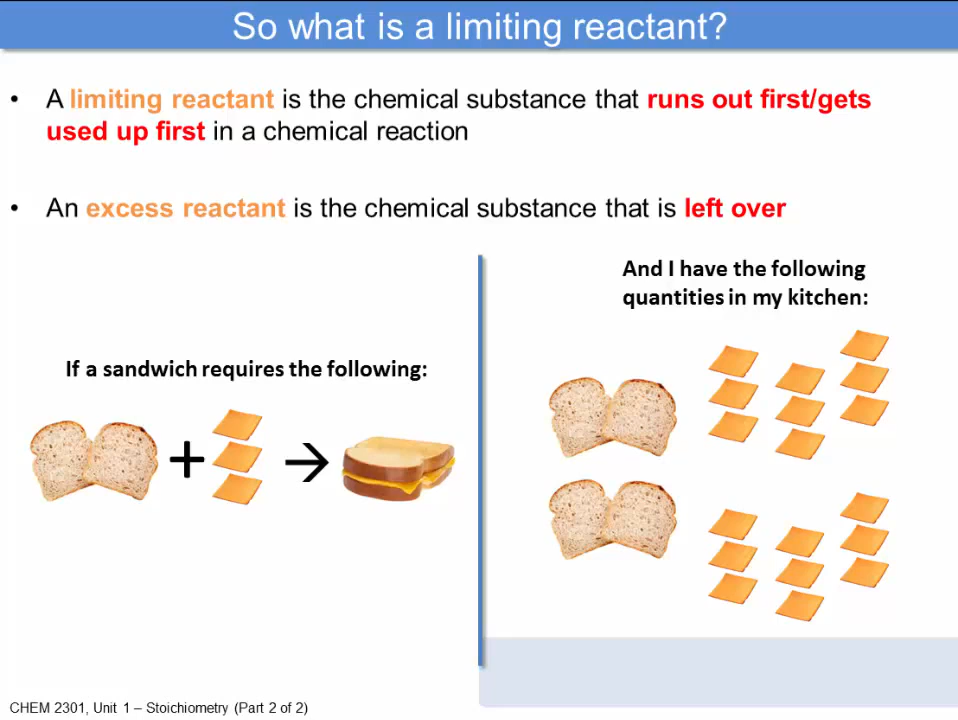 So what is a limiting reactant?
• A limiting reactant is the chemical substance that runs out first/gets
used up first in a chemical reaction
• An excess reactant is the chemical substance that is left over
If a sandwich requires the following:
+ →
And I have the following
quantities in my kitchen:
CHEM 2301, Unit 1 – Stoichiometry (Part 2 of 2)